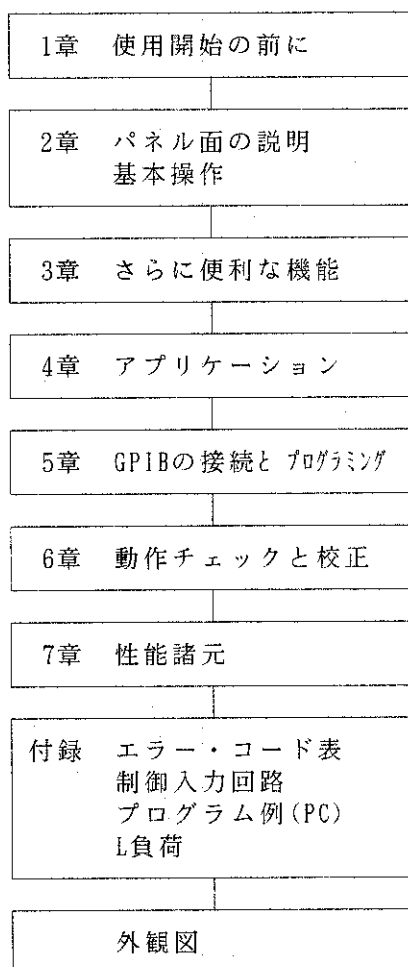 1章 使用開始の前に
2章 パネル面の説明
基本操作
3章 さらに便利な機能
4章 アプリケーション
5章 GPIBの接続と プログラミング
6章 動作チェックと校正
7章 性能諸元
付録 エラー・コード表
制御入力回路
プログラム例(PC)
L負荷
外観図